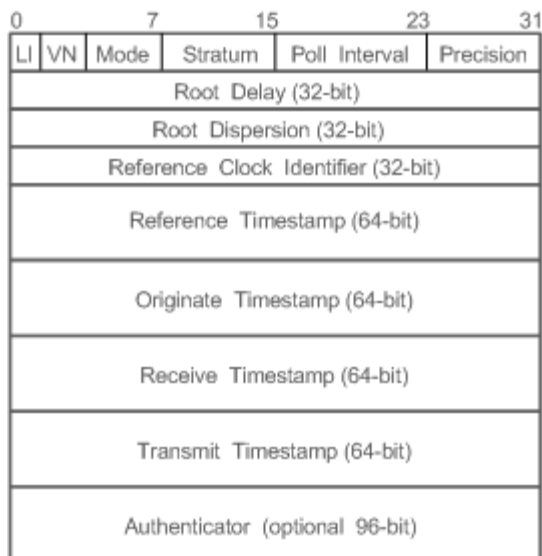 0 7 15 23 31
LI VN Mode Stratum Poll Interval Precision
Root Delay (32-bit)
Root Dispersion (32-bit)
Reference Clock Identifier (32-bit)
Reference Timestamp (64-bit)
Originate Timestamp (64-bit)
Receive Timestamp (64-bit)
Transmit Timestamp (64-bit)
Authenticator (optional 96-bit)